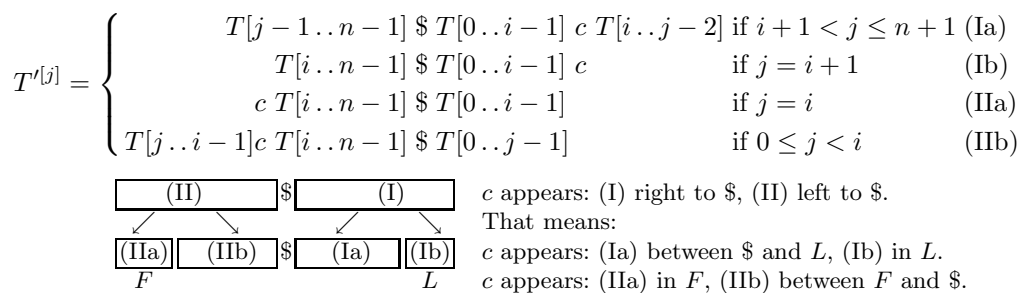 T[j − 1 . . n − 1] $ T[0 . . i − 1] c T[i . . j − 2] if i + 1 < j ≤ n + 1 (Ia)
T[i . . n − 1] $ T[0 . . i − 1] c if j = i + 1 (Ib)
T′[j] =
c T[i . . n − 1] $ T[0 . . i − 1] if j = i (IIa)
T[j . . i − 1]c T[i . . n − 1] $ T[0 . . j − 1] if 0 ≤ j < i (IIb)
(II) $ (I) c appears: (I) right to $, (II) left to $.
That means:
(IIa) (IIb) $ (Ia) (Ib) c appears: (Ia) between $ and L, (Ib) in L.
F L c appears: (IIa) in F, (IIb) between F and $.